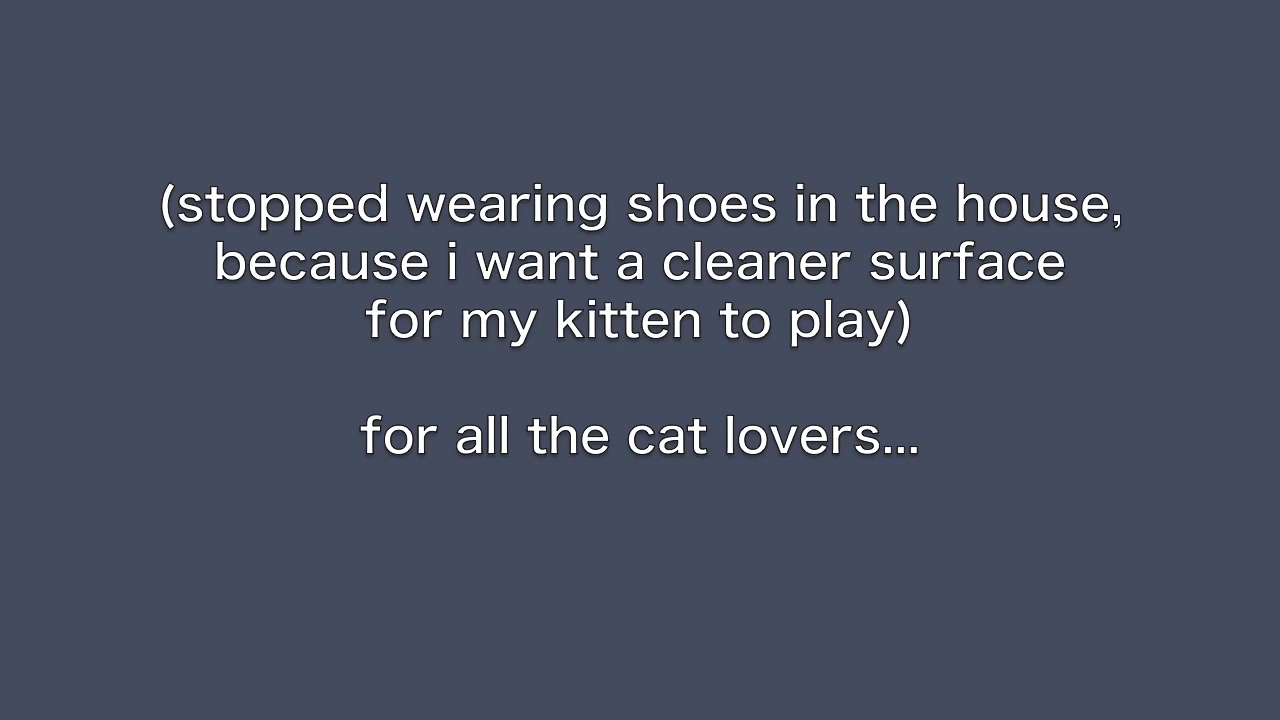 (stopped wearing shoes in the house,
because i want a cleaner surface
for my kitten to play)
for all the cat lovers...